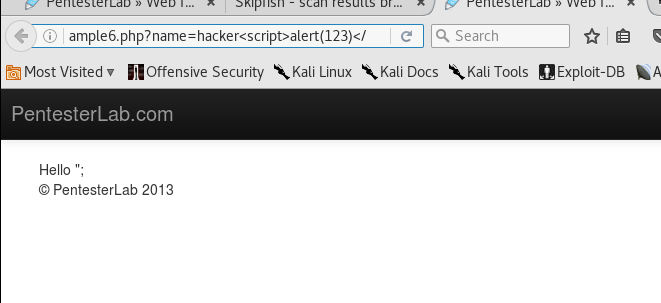 PentesterLab » Web f... × Skipfish - scan results br... × PentesterLab » Web f... ×
ample6.php?name=hacker<script>alert(123)</ Search
Most Visited Offensive Security Kali Linux Kali Docs Kali Tools Exploit-DB A
PentesterLab.com
Hello ";
© PentesterLab 2013